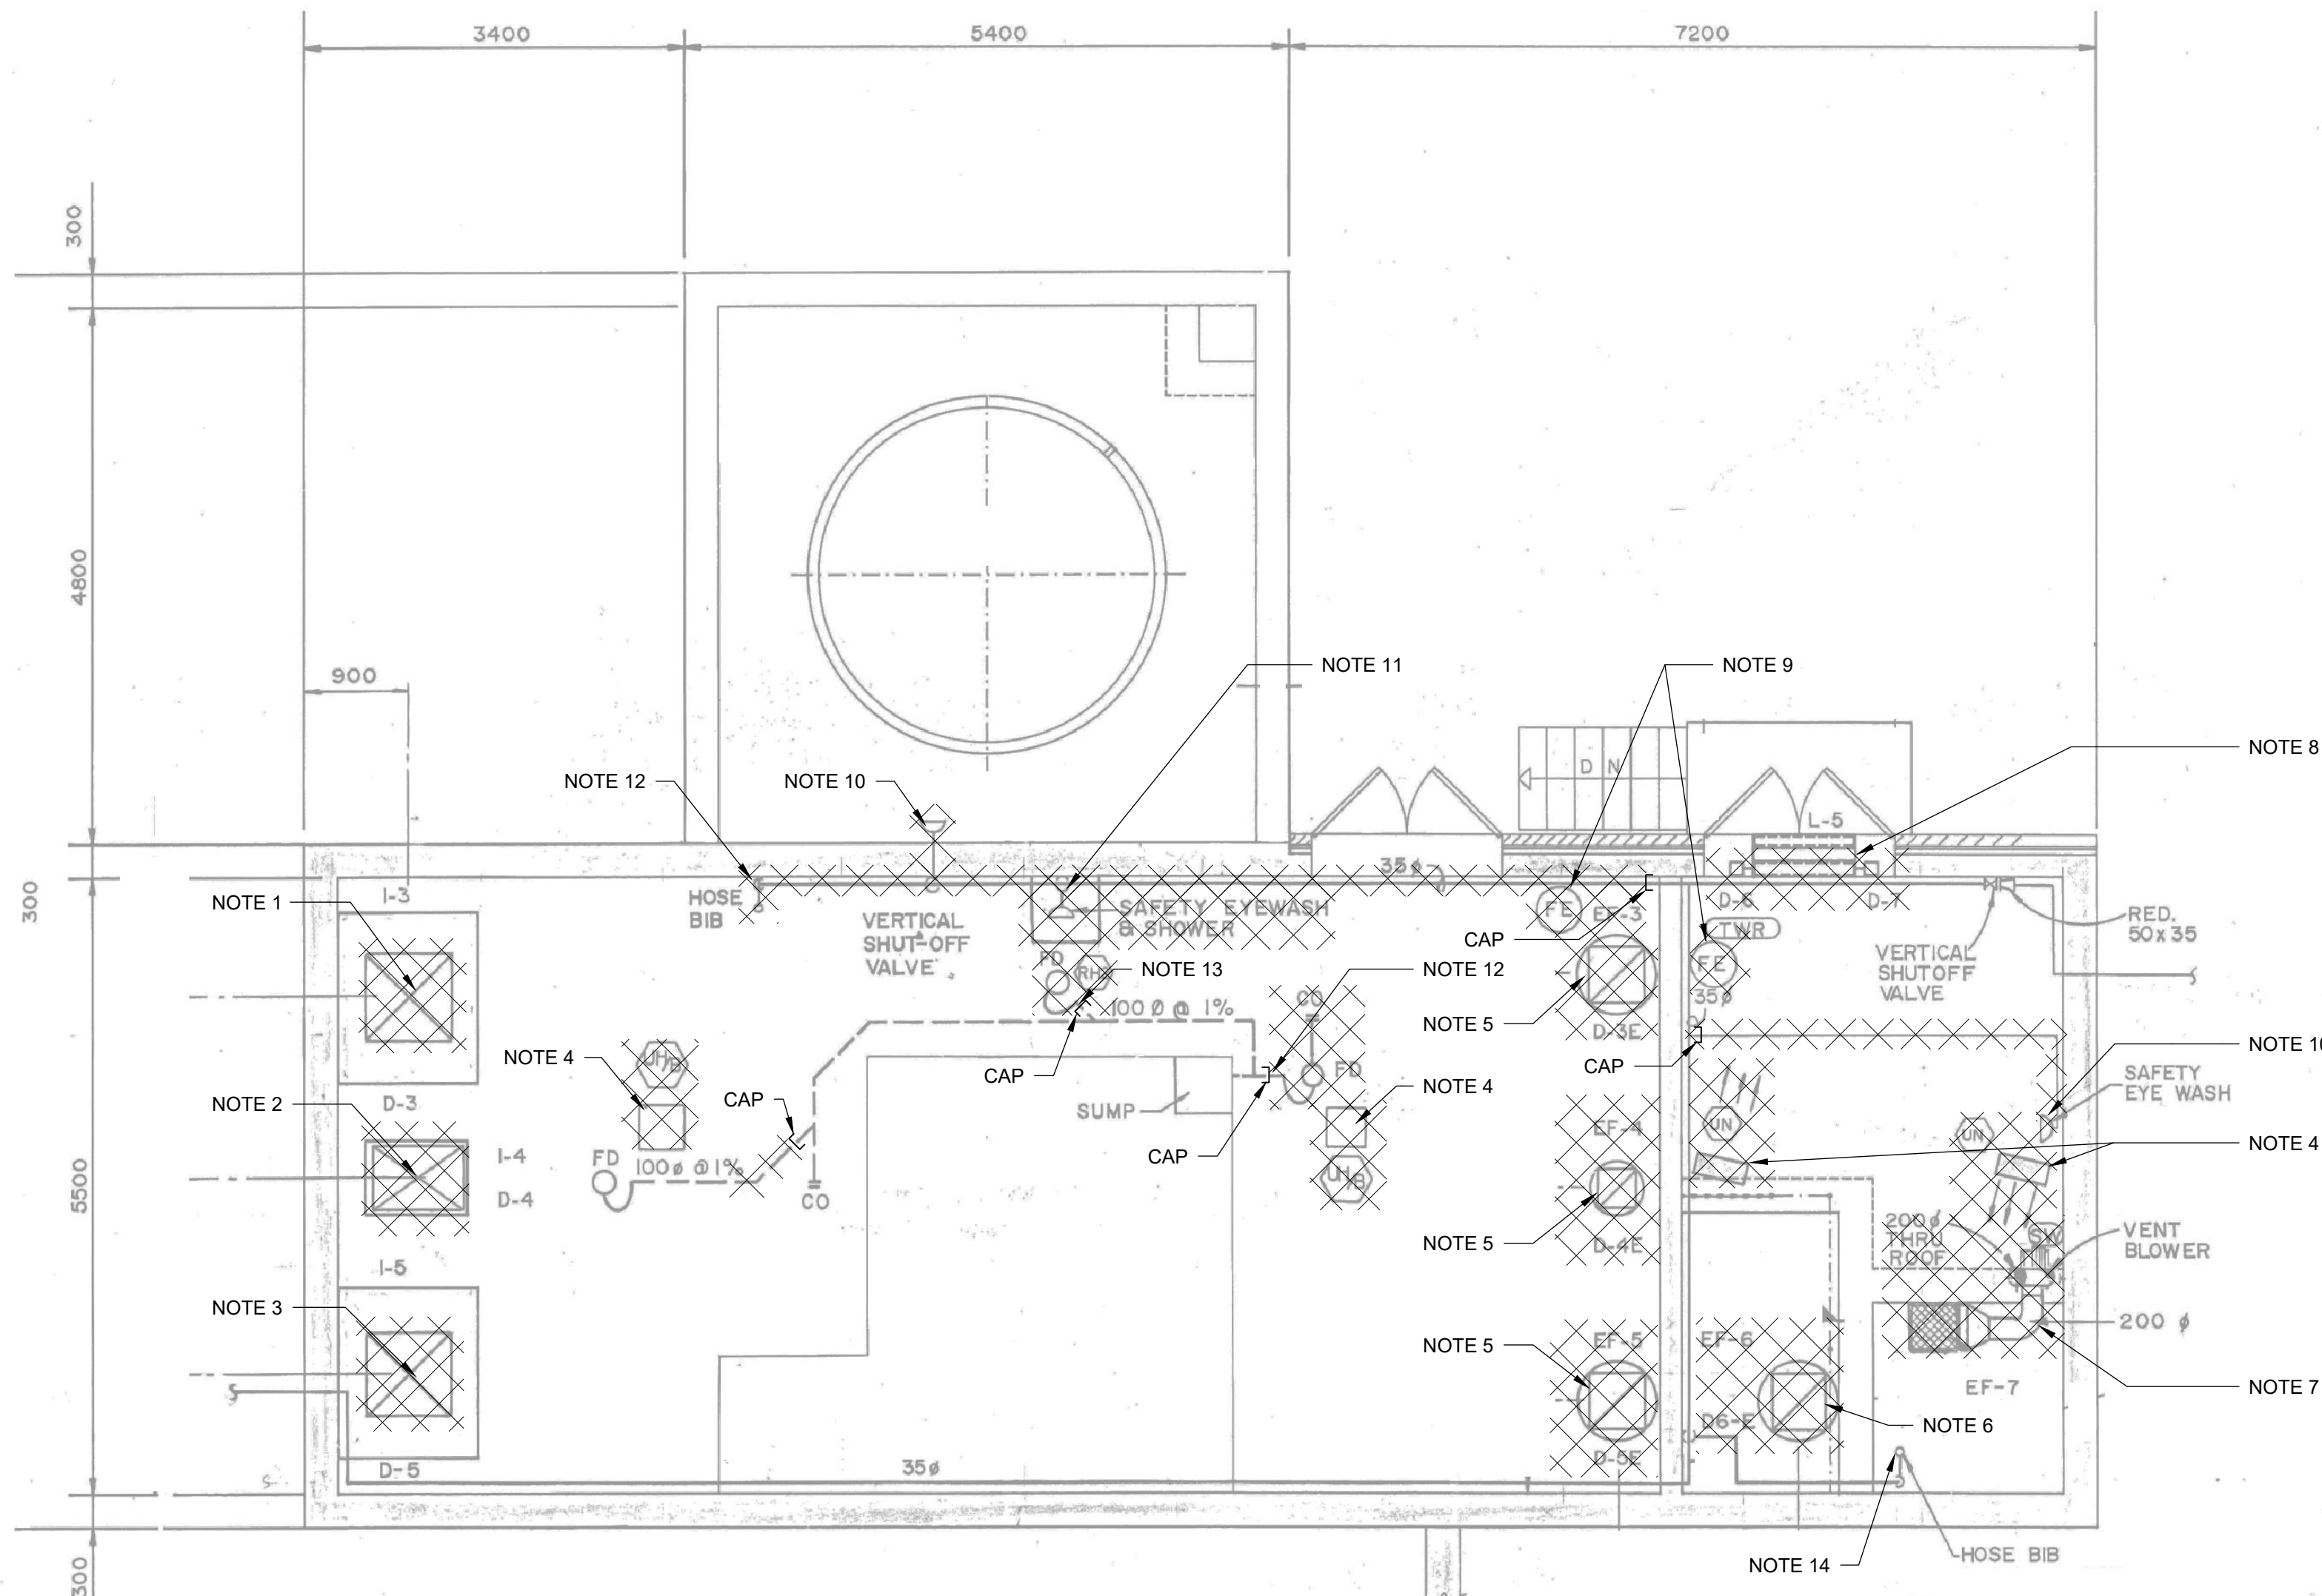 3400
5400
7200
300
4800
900
NOTE 11
NOTE 9
NOTE 8
NOTE 12
NOTE 10
D N
L-5
300
35ø
I-3
NOTE 1
HOSE
BIB
VERTICAL
SHUT-OFF
VALVE
SAFETY EYEWASH
& SHOWER
FE
EF-3
D-6
D-7
TWR
RED.
50 x 35
CAP
FD
RH
NOTE 13
NOTE 12
FE
VERTICAL
SHUTOFF
VALVE
35ø
100 Ø @ 1%
CO
NOTE 5
D-3E
NOTE 4
UH/B
CAP
FD
CAP
NOTE 4
SAFETY
EYE WASH
D-3
NOTE 2
CAP
SUMP
EF-4
UN
UN
NOTE 4
I-4
FD
100ø @1%
CAP
UH/B
D-4
CO
5500
200ø
THRU
ROOF
SW
VENT
BLOWER
NOTE 5
D-4E
I-5
NOTE 3
200 ø
NOTE 5
EF-5
EF-6
EF-7
NOTE 7
D6-E
NOTE 6
D-5
35ø
D-5E
300
NOTE 14
HOSE BIB